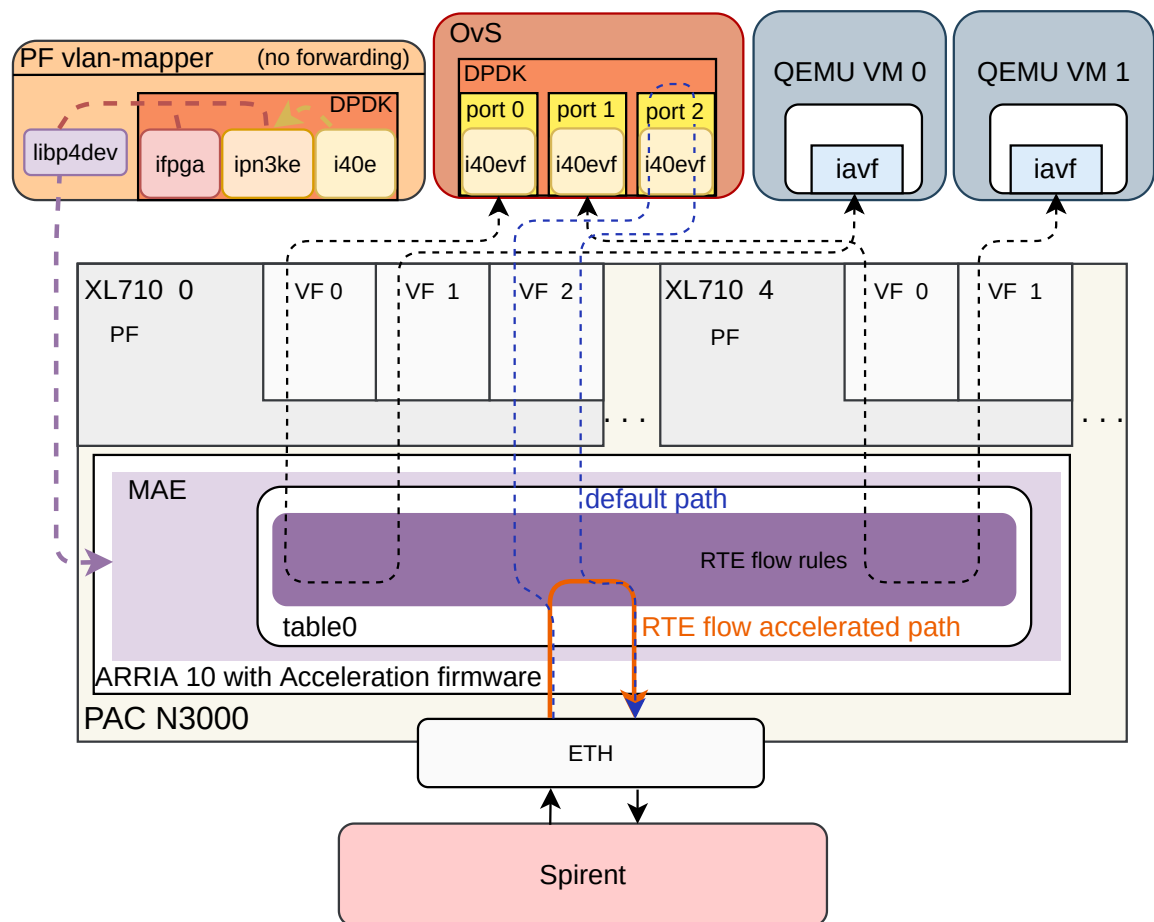 OvS
PF vlan-mapper (no forwarding)
DPDK
DPDK
QEMU VM 0
QEMU VM 1
port 0
port 1
port 2
libp4dev
ifpga
ipn3ke
i40e
i40evf
i40evf
i40evf
iavf
iavf
XL710 0
VF 0
VF 1
VF 2
XL710 4
VF 0
VF 1
PF
PF
. . .
. . .
MAE
default path
RTE flow rules
table0
RTE flow accelerated path
ARRIA 10 with Acceleration firmware
PAC N3000
ETH
Spirent